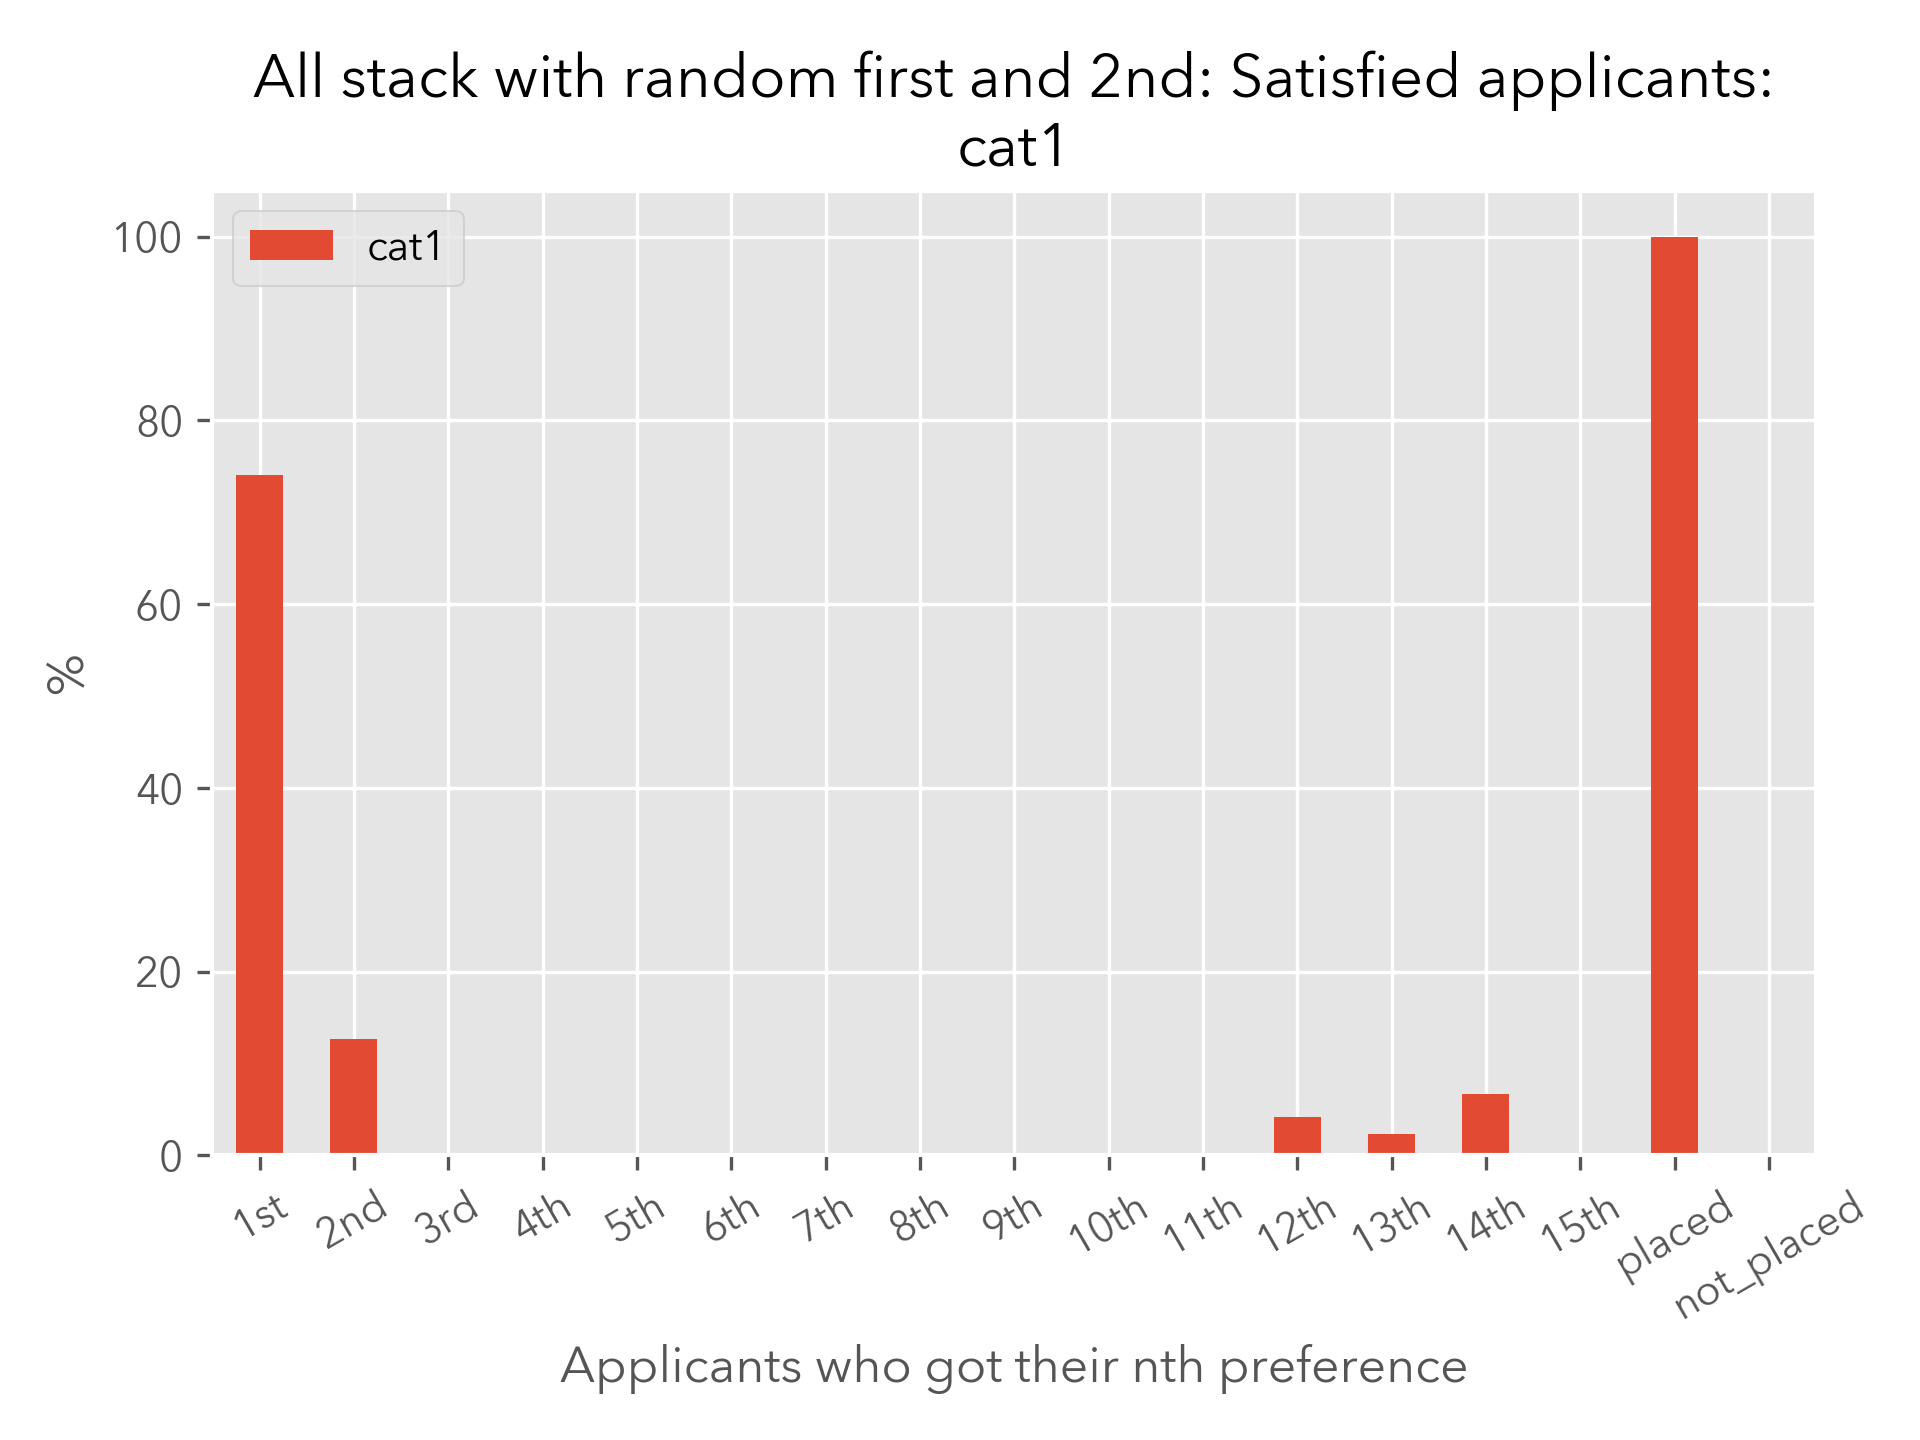 All stack with random first and 2nd: Satisfied applicants:
cat1
cat1
100
80
60
40
20
0
%
1st 2nd 3rd 4th 5th 6th 7th 8th 9th 10th 11th 12th 13th 14th 15th placed not_placed
Applicants who got their nth preference